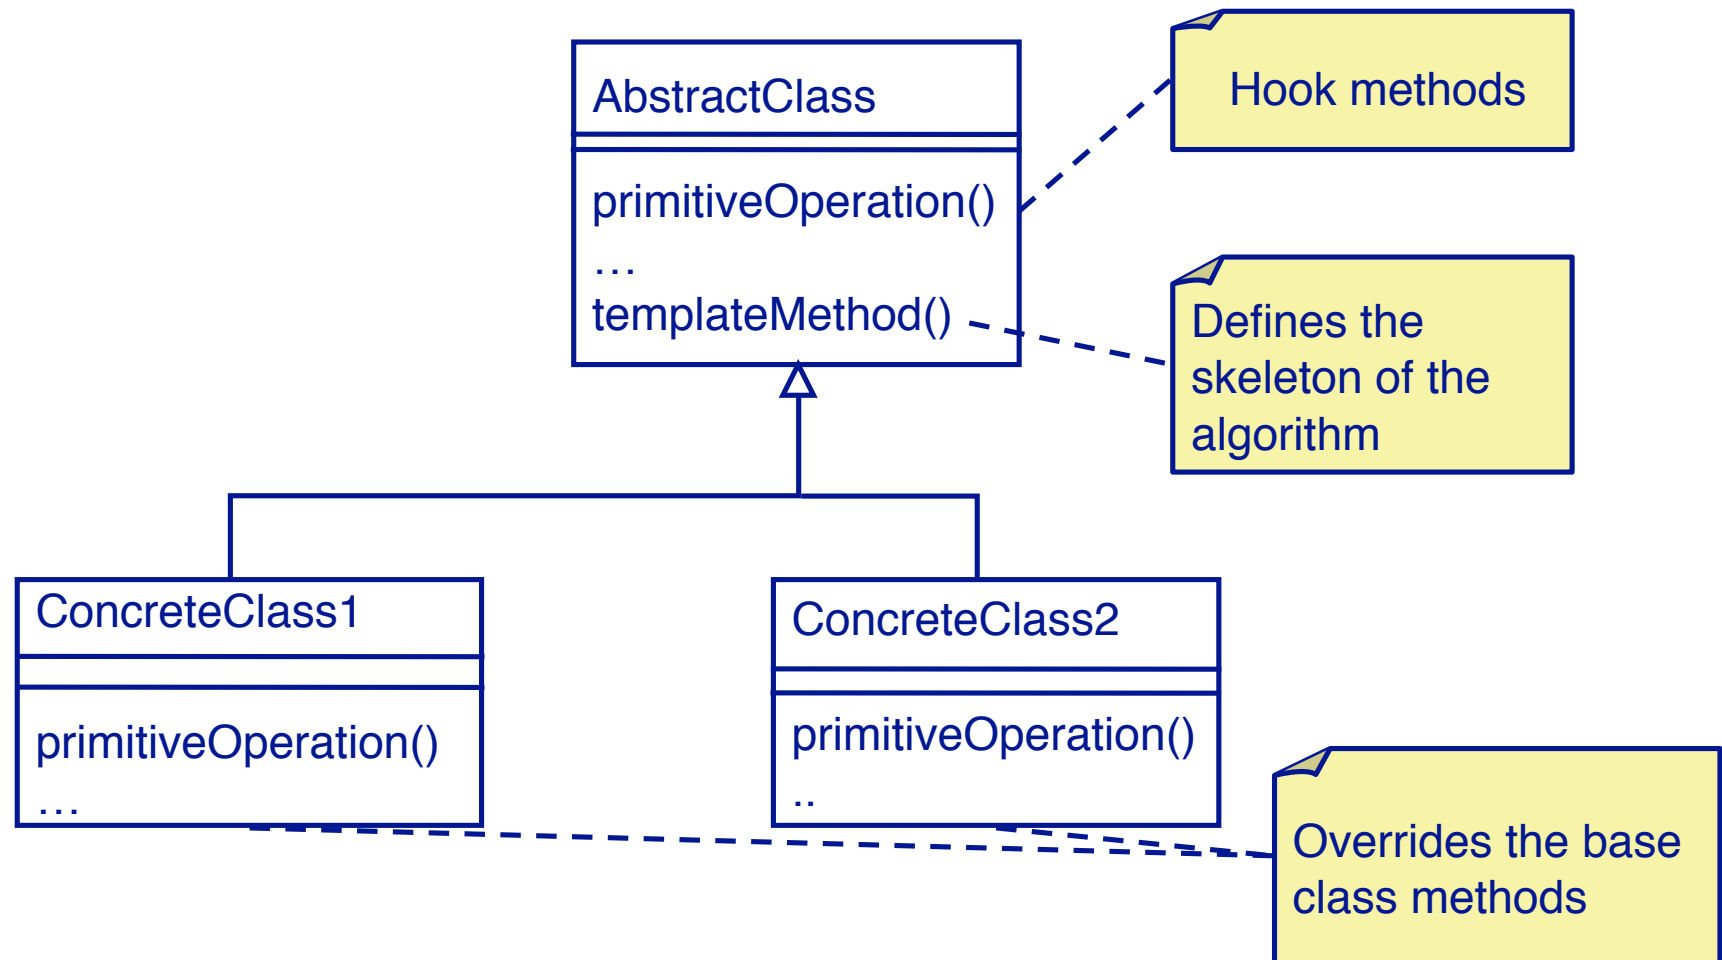 AbstractClass
primitiveOperation()
…
templateMethod()
Hook methods
Defines the
skeleton of the
algorithm
ConcreteClass1
primitiveOperation()
…
ConcreteClass2
primitiveOperation()
..
Overrides the base
class methods